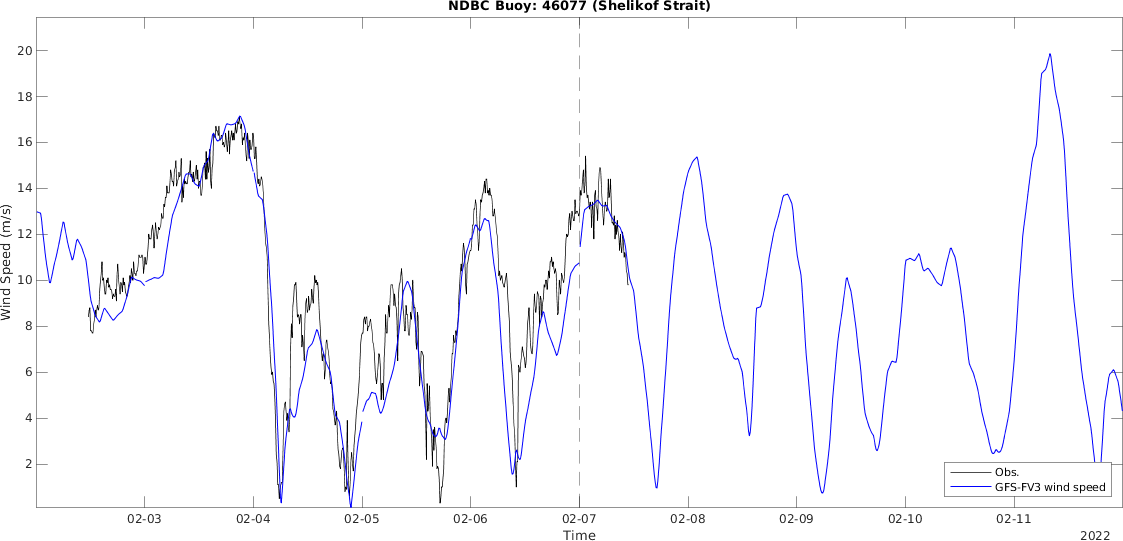 NDBC Buoy: 46077 (Shelikof Strait)
20
18
16
14
12
10
8
6
4
2
Wind Speed (m/s)
Obs.
GFS-FV3 wind speed
02-03 02-04 02-05 02-06 02-07 02-08 02-09 02-10 02-11
Time
2022